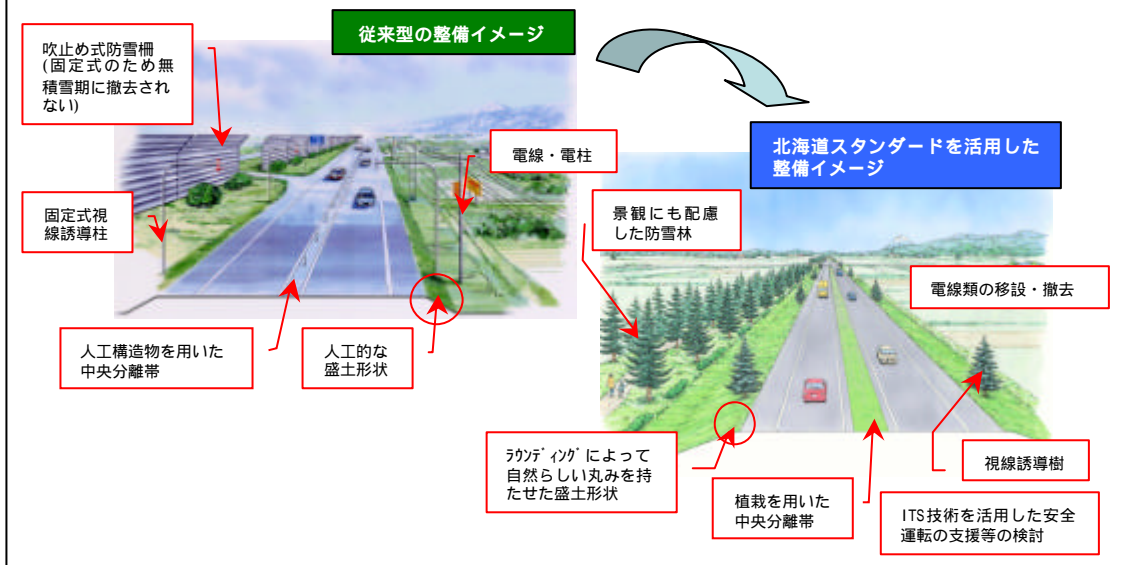 従来型の整備イメージ
吹止め式防雪柵
(固定式のため無
積雪期に撤去され
ない)
電線・電柱
固定式視
線誘導柱
人工構造物を用いた
中央分離帯
人工的な
盛土形状
北海道スタンダードを活用した
整備イメージ
景観にも配慮
した防雪林
電線類の移設・撤去
ﾗｳﾝﾃﾞｨﾝｸﾞによって
自然らしい丸みを持
たせた盛土形状
植栽を用いた
中央分離帯
視線誘導樹
ITS技術を活用した安全
運転の支援等の検討